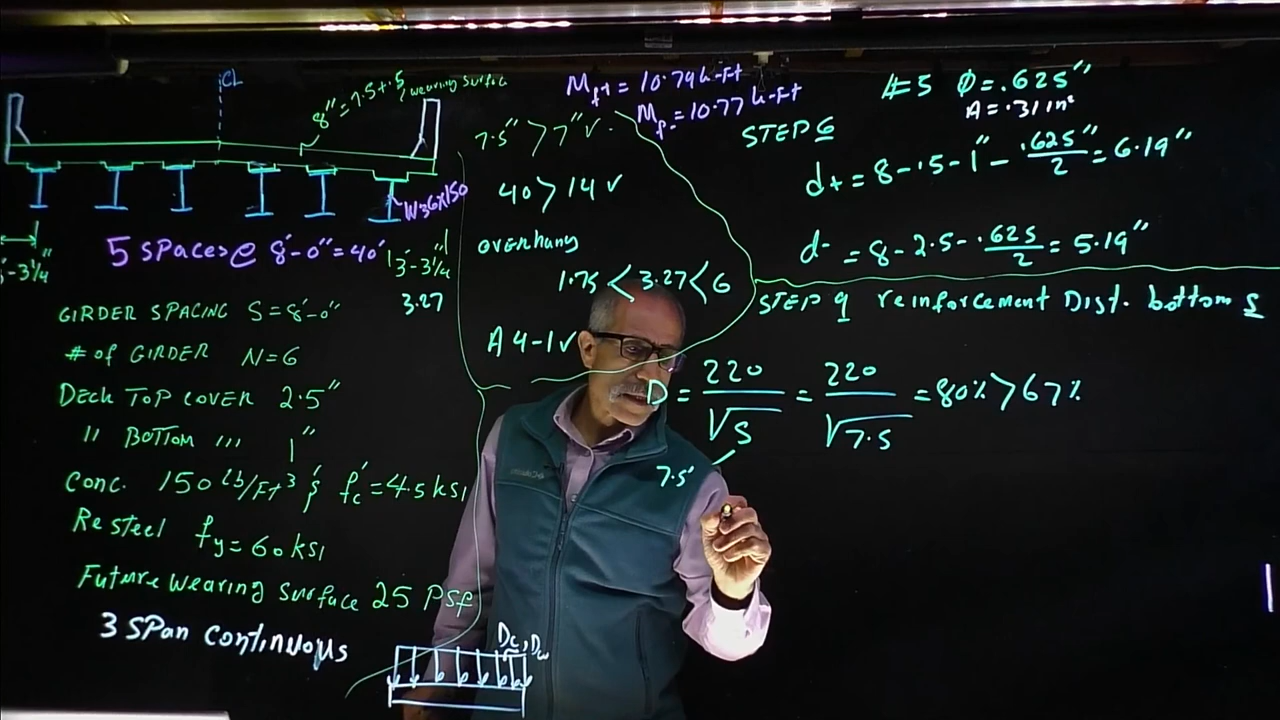 CL
8" = 7.5 + .5 / wearing surface
W36x150
5 SPaces @ 8'-0" = 40'
'-3 1/4"
3'-3 1/4"
3.27
GIRDER SPACING S = 8'-0"
# of GIRDER N = 6
Deck TOP COVER 2.5"
" BOTTOM " 1"
Conc. 150 lb/Ft³ & f'c = 4.5 ksi
Re steel fy = 60 ksi
Future wearing surface 25 PSF
3 SPan continuous
Dc, Dw
7.5" > 7" √
40 > 14 √
overhang
1.75 < 3.27 < 6
A 4-1 √
M_f+ = 10.79 k-Ft
M_f- = 10.77 k-Ft
STEP 6
#5 Φ = .625"
A = .31 in²
d+ = 8 - .5 - 1" - .625"/2 = 6.19"
d- = 8 - 2.5 - .625/2 = 5.19"
STEP 9 reinforcement Dist. bottom S
D = 220/√S = 220/√7.5 = 80% > 67%
7.5'